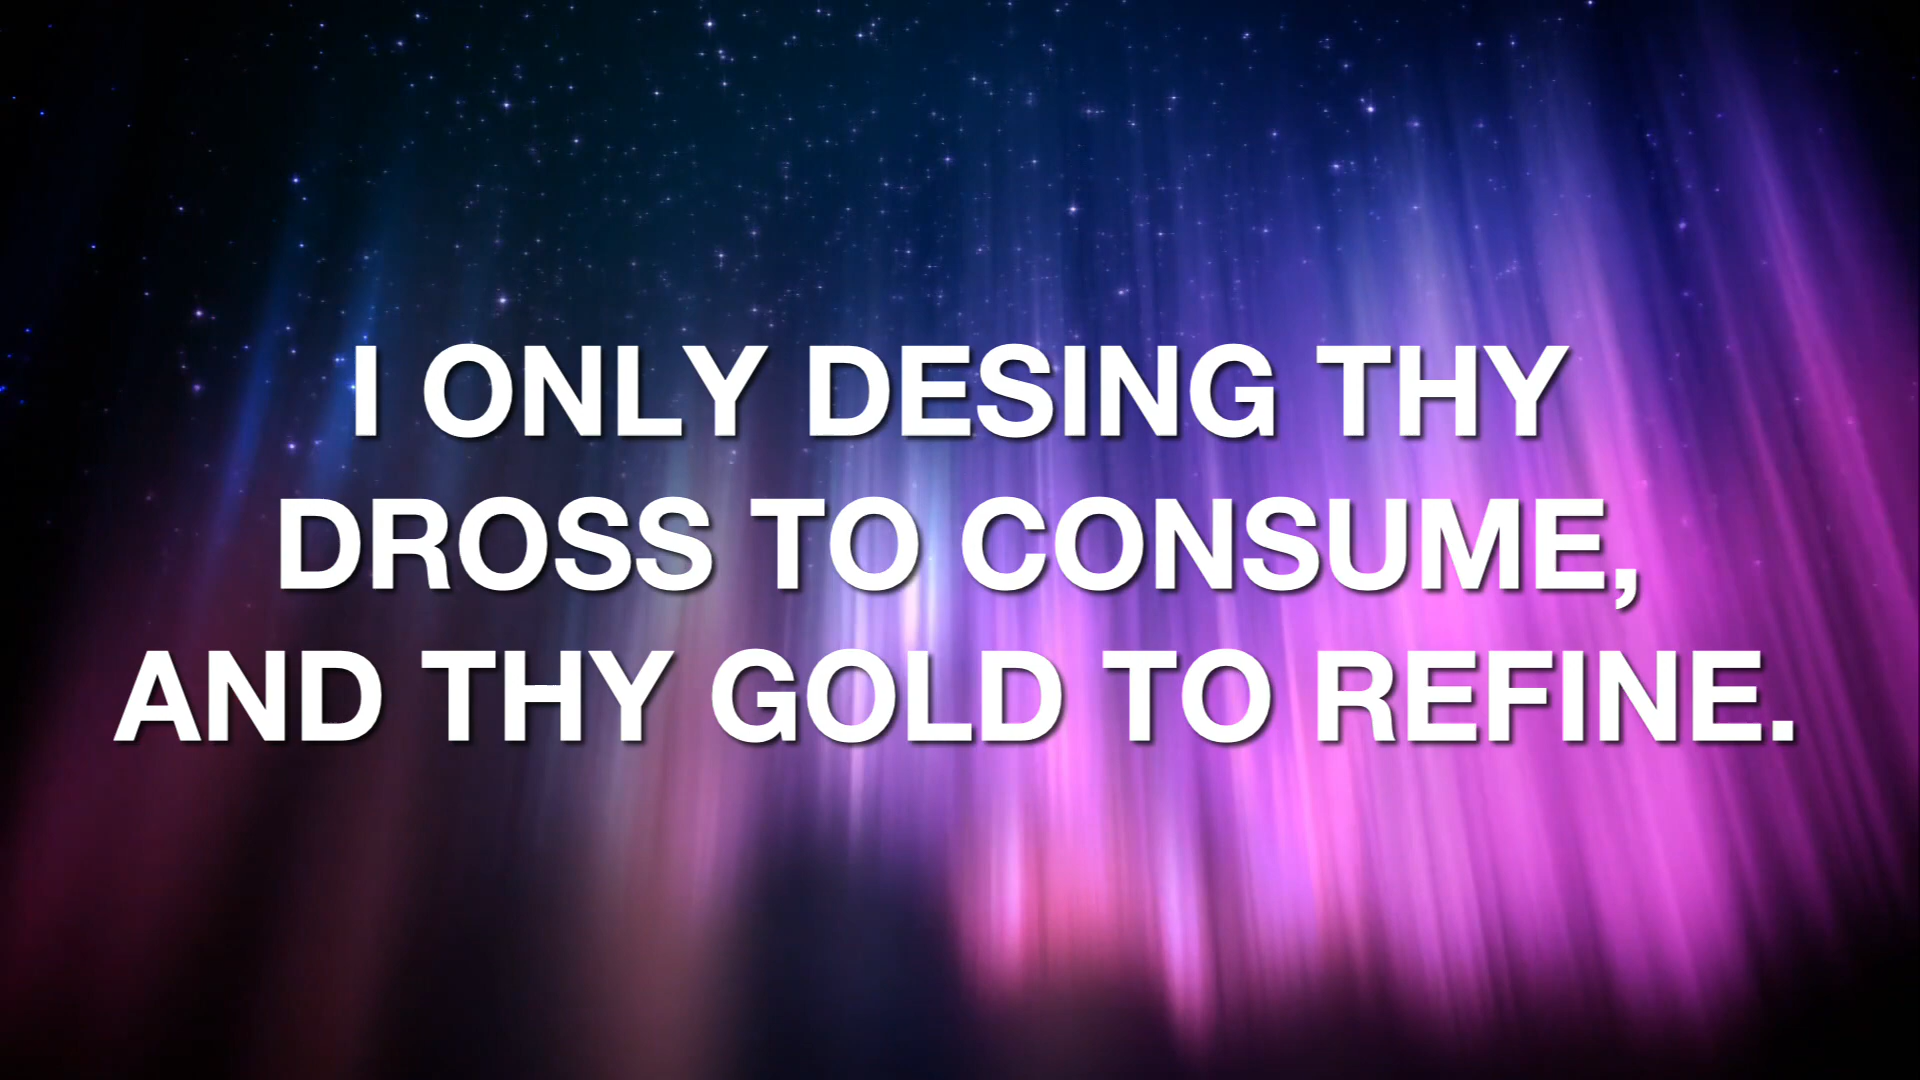 I ONLY DESING THY
DROSS TO CONSUME,
AND THY GOLD TO REFINE.